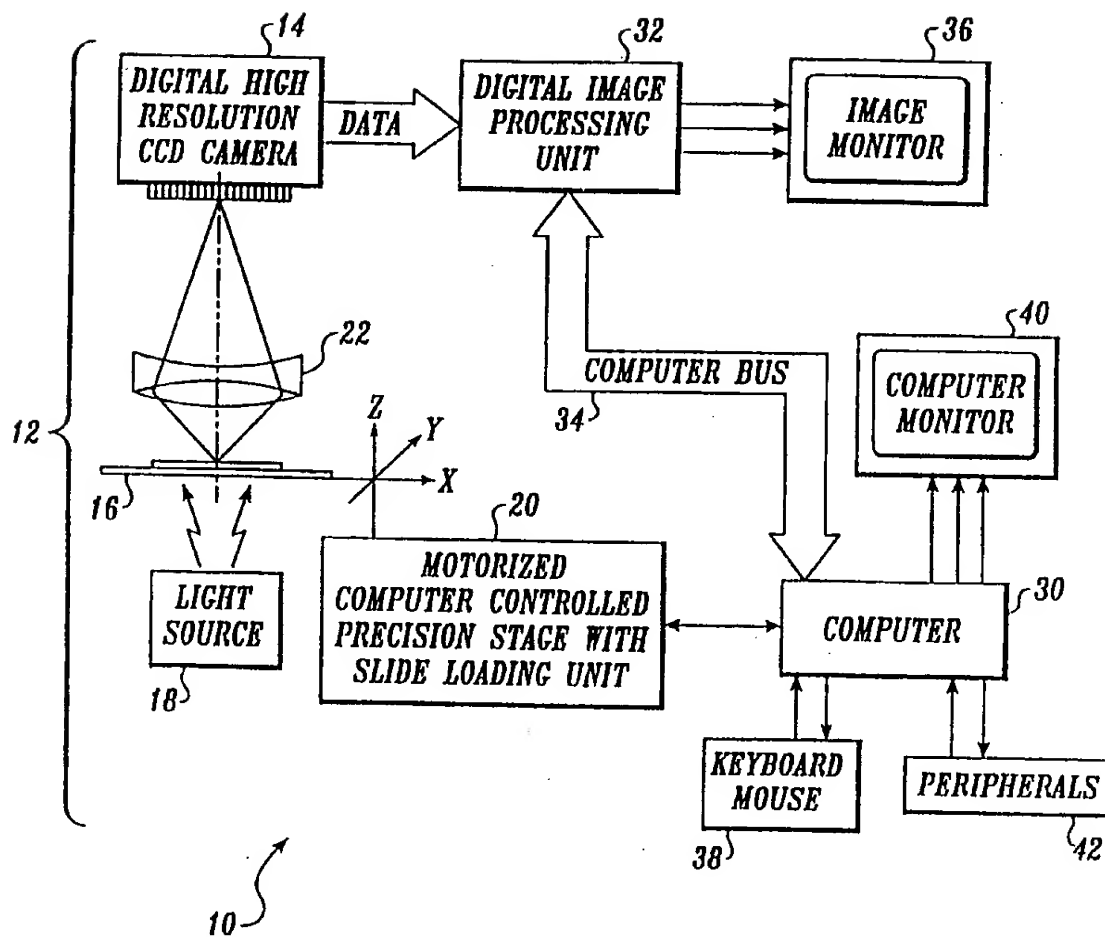 14
DIGITAL HIGH
RESOLUTION
CCD CAMERA
DATA
32
DIGITAL IMAGE
PROCESSING
UNIT
36
IMAGE
MONITOR
22
12
COMPUTER BUS
34
40
COMPUTER
MONITOR
Z
Y
X
16
20
MOTORIZED
COMPUTER CONTROLLED
PRECISION STAGE WITH
SLIDE LOADING UNIT
LIGHT
SOURCE
18
30
COMPUTER
KEYBOARD
MOUSE
38
PERIPHERALS
42
10